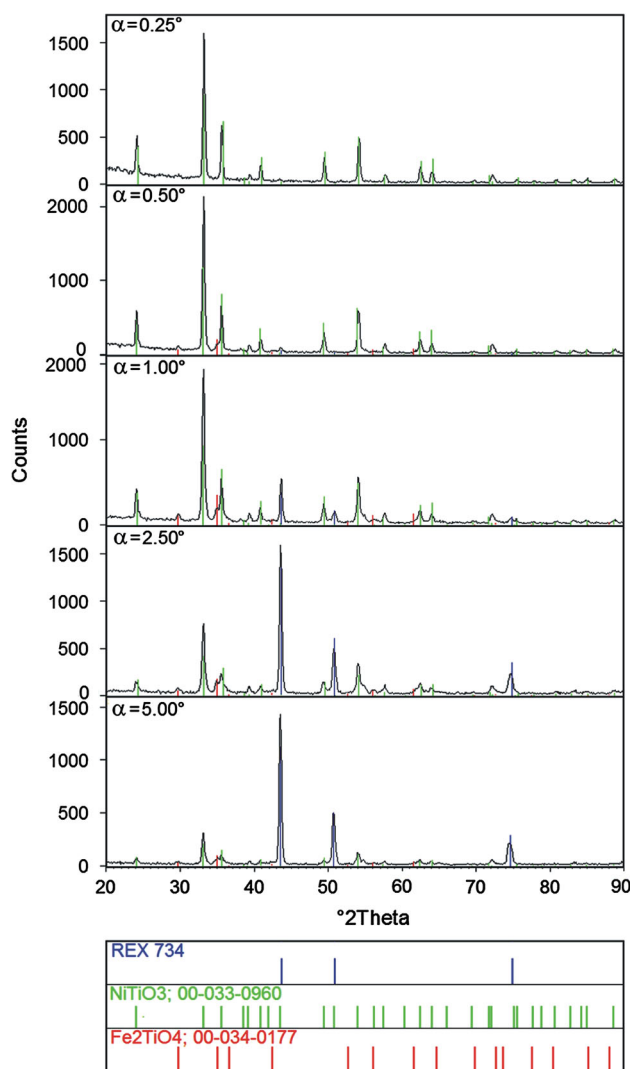 α=0.25°
1500
1000
500
0
α=0.50°
2000
1000
0
α=1.00°
2000
1000
0
Counts
α=2.50°
1500
1000
500
0
α=5.00°
1500
1000
500
0
20 30 40 50 60 70 80 90
°2Theta
REX 734
NiTiO3; 00-033-0960
Fe2TiO4; 00-034-0177